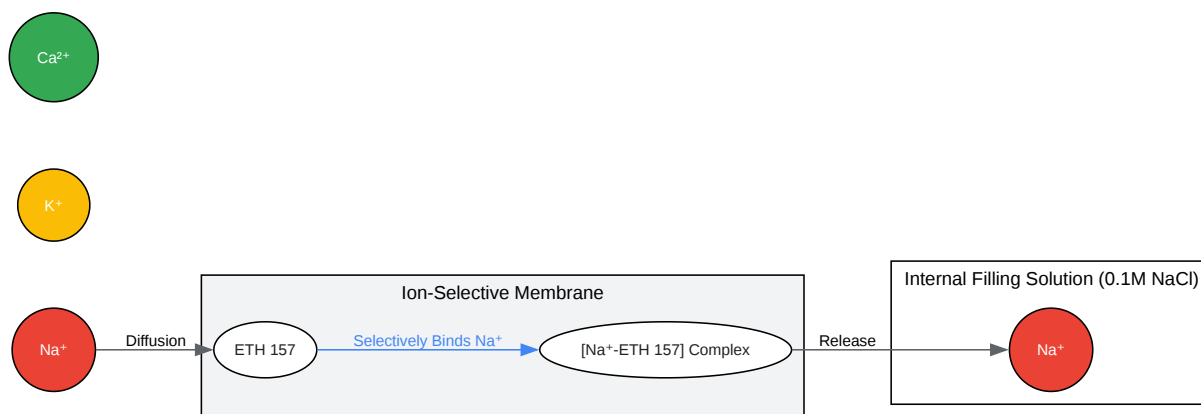 Ca²⁺
K⁺
Ion-Selective Membrane
Internal Filling Solution (0.1M NaCl)
Na⁺
Diffusion
ETH 157
Selectively Binds Na⁺
[Na⁺-ETH 157] Complex
Release
Na⁺